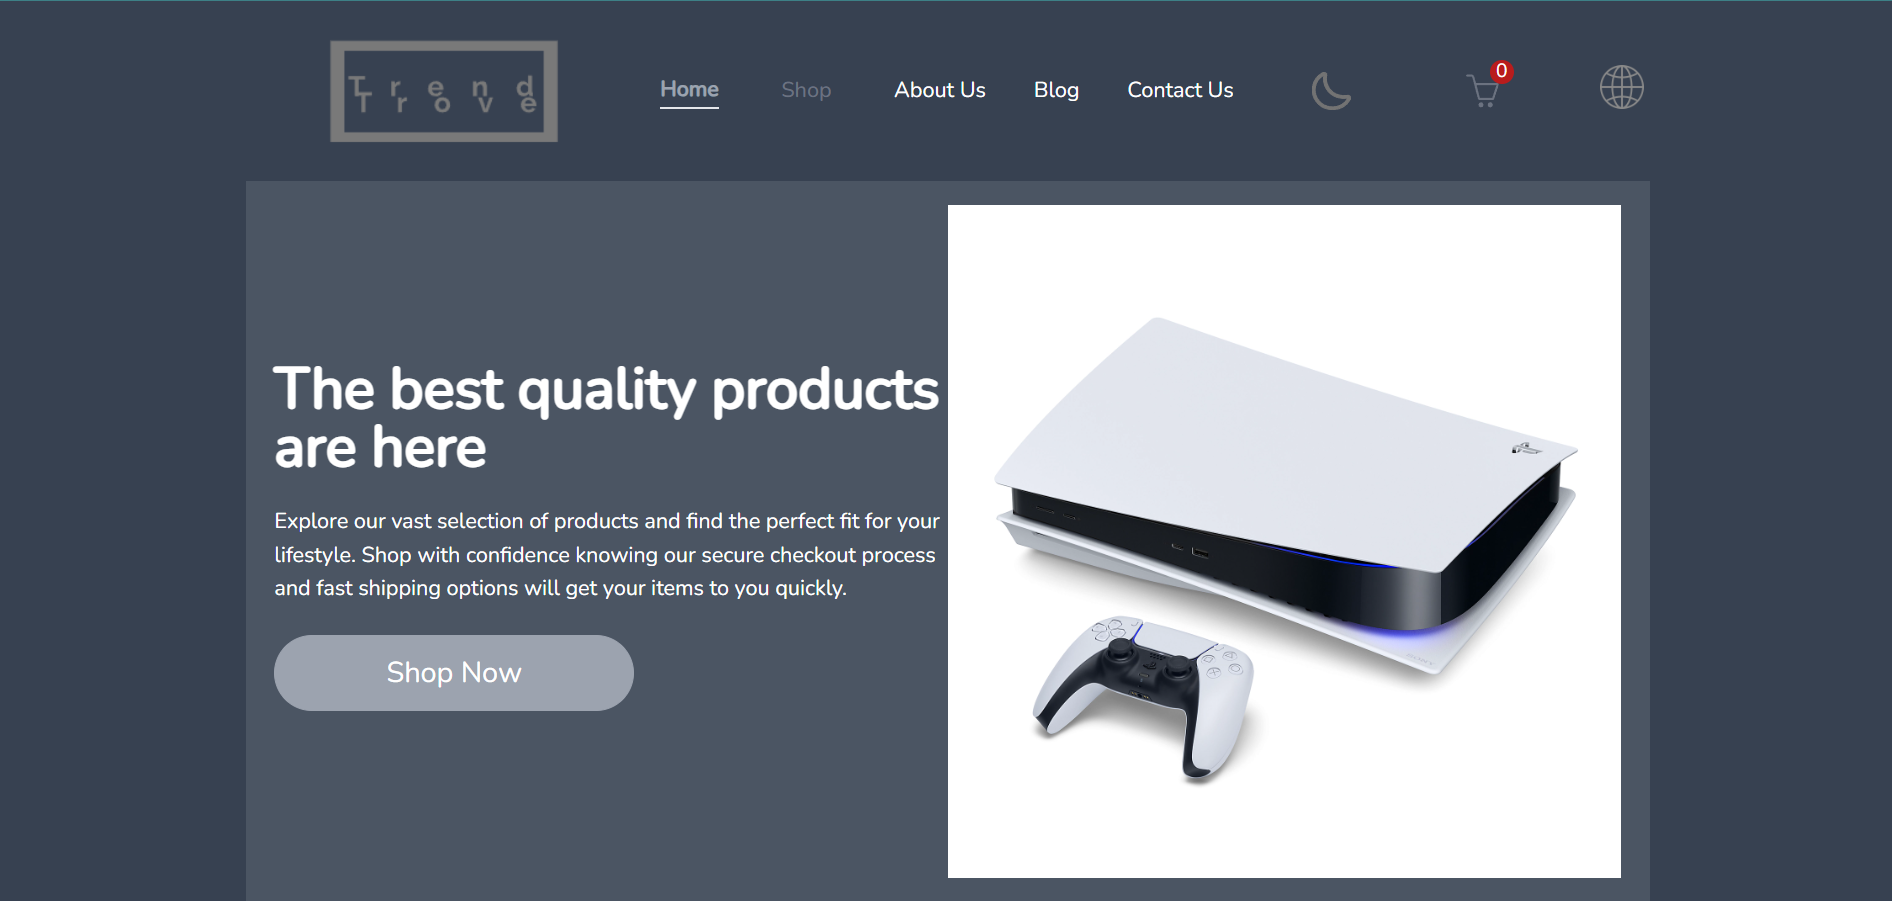 Trend
Trove
Home
Shop
About Us
Blog
Contact Us
0
The best quality products
are here
Explore our vast selection of products and find the perfect fit for your
lifestyle. Shop with confidence knowing our secure checkout process
and fast shipping options will get your items to you quickly.
Shop Now